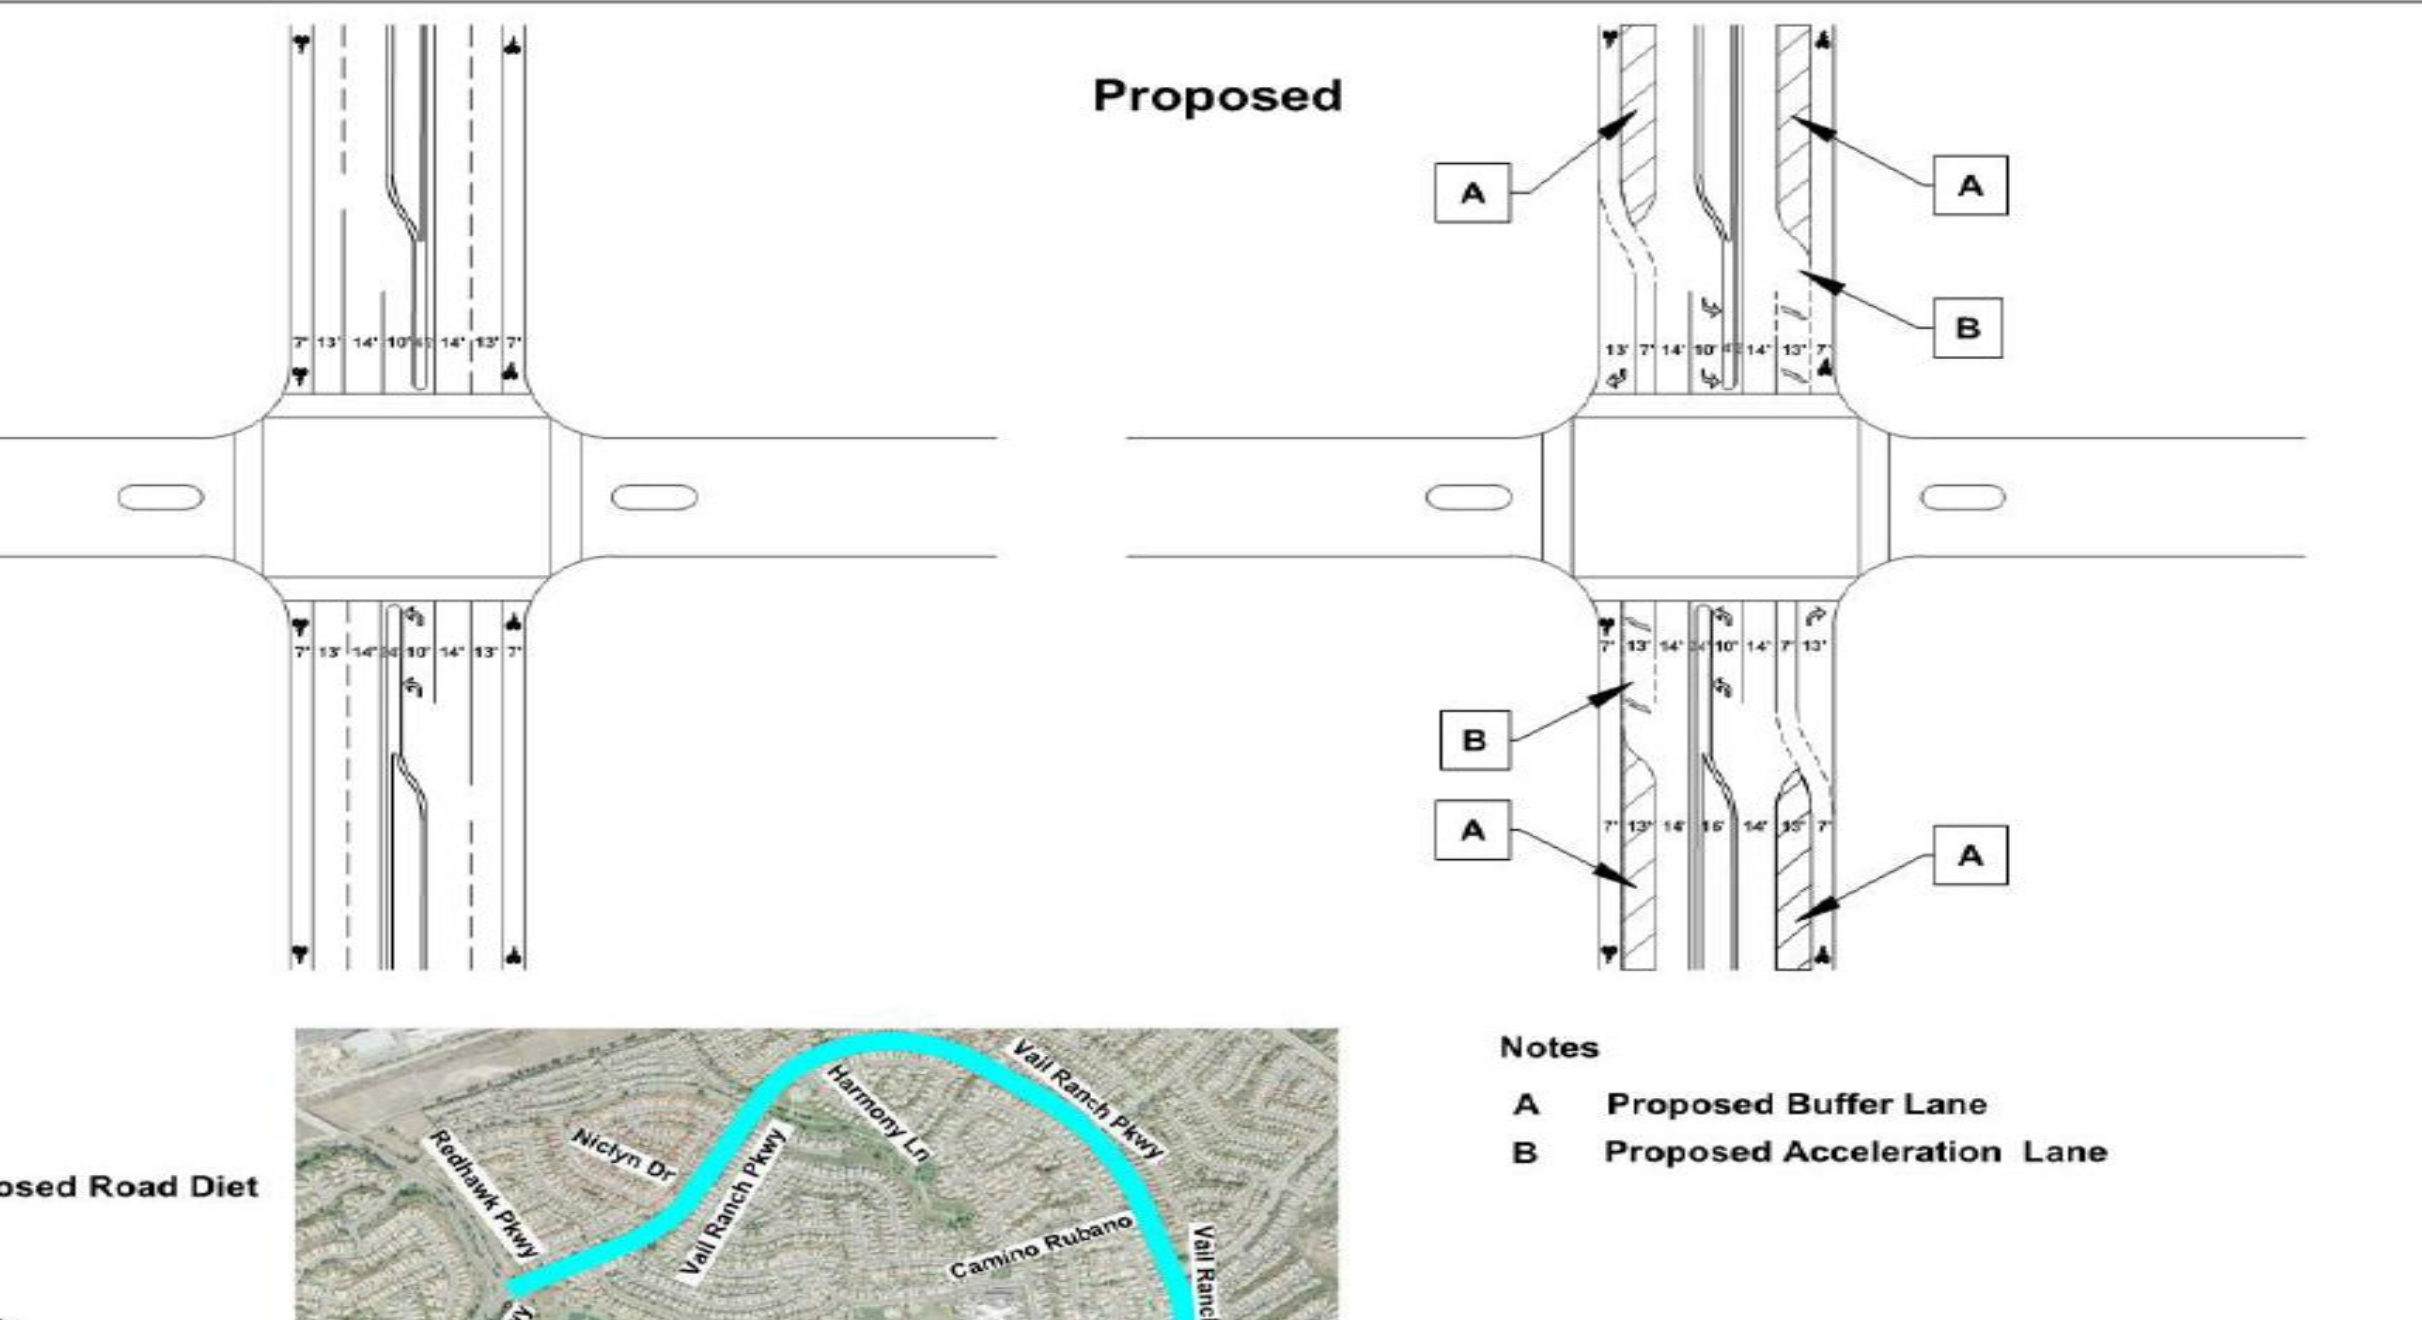 Proposed
A
A
B
7' 13' 14' 10' 14' 13' 7'
13' 7' 14' 10' 14' 13' 7'
7' 13' 14' 10' 14' 13' 7'
7' 13' 14' 10' 14' 7' 13'
B
A
7' 13' 14' 16' 14' 13' 7'
A
Notes
A Proposed Buffer Lane
B Proposed Acceleration Lane
osed Road Diet
Redhawk Pkwy
Niclyn Dr
Vail Ranch Pkwy
Harmony Ln
Vail Ranch Pkwy
Camino Rubano
Vail Ranc
wy